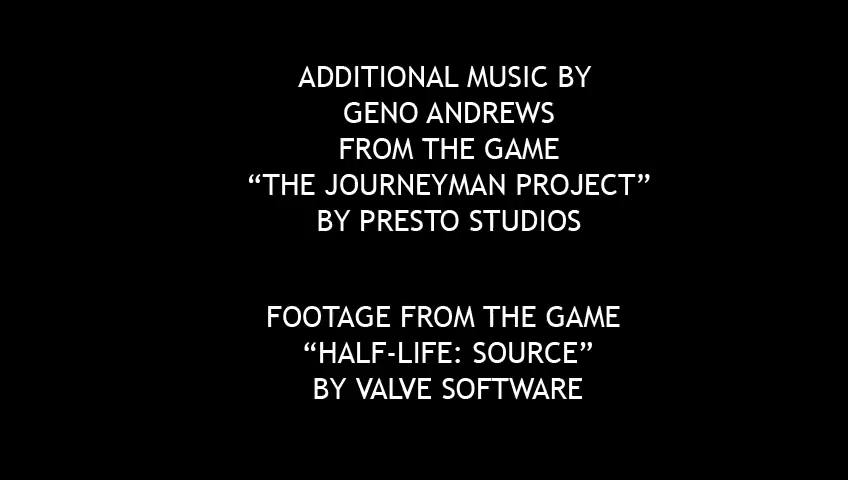 ADDITIONAL MUSIC BY
GENO ANDREWS
FROM THE GAME
“THE JOURNEYMAN PROJECT”
BY PRESTO STUDIOS
FOOTAGE FROM THE GAME
“HALF-LIFE: SOURCE”
BY VALVE SOFTWARE